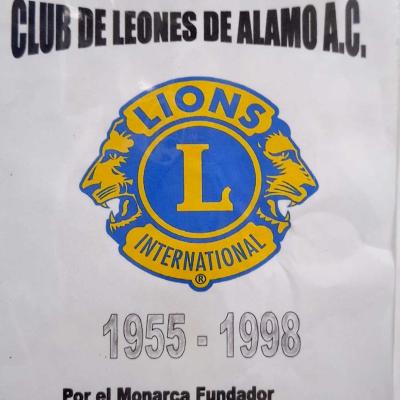 CLUB DE LEONES DE ALAMO A.C.
LIONS
L
INTERNATIONAL
®
1955 - 1998
Por el Monarca Fundador